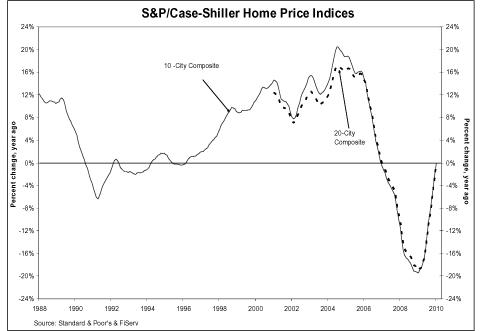 S&P/Case-Shiller Home Price Indices
24% 24%
20% 20%
16% 16%
12% 12%
8% 8%
4% 4%
0% 0%
-4% -4%
-8% -8%
-12% -12%
-16% -16%
-20% -20%
-24% -24%
Percent change, year ago
Percent change, year ago
10 -City Composite
20-City
Composite
1988 1990 1992 1994 1996 1998 1999 2001 2002 2004 2006 2007 2008 2010
Source: Standard & Poor's & FiServ